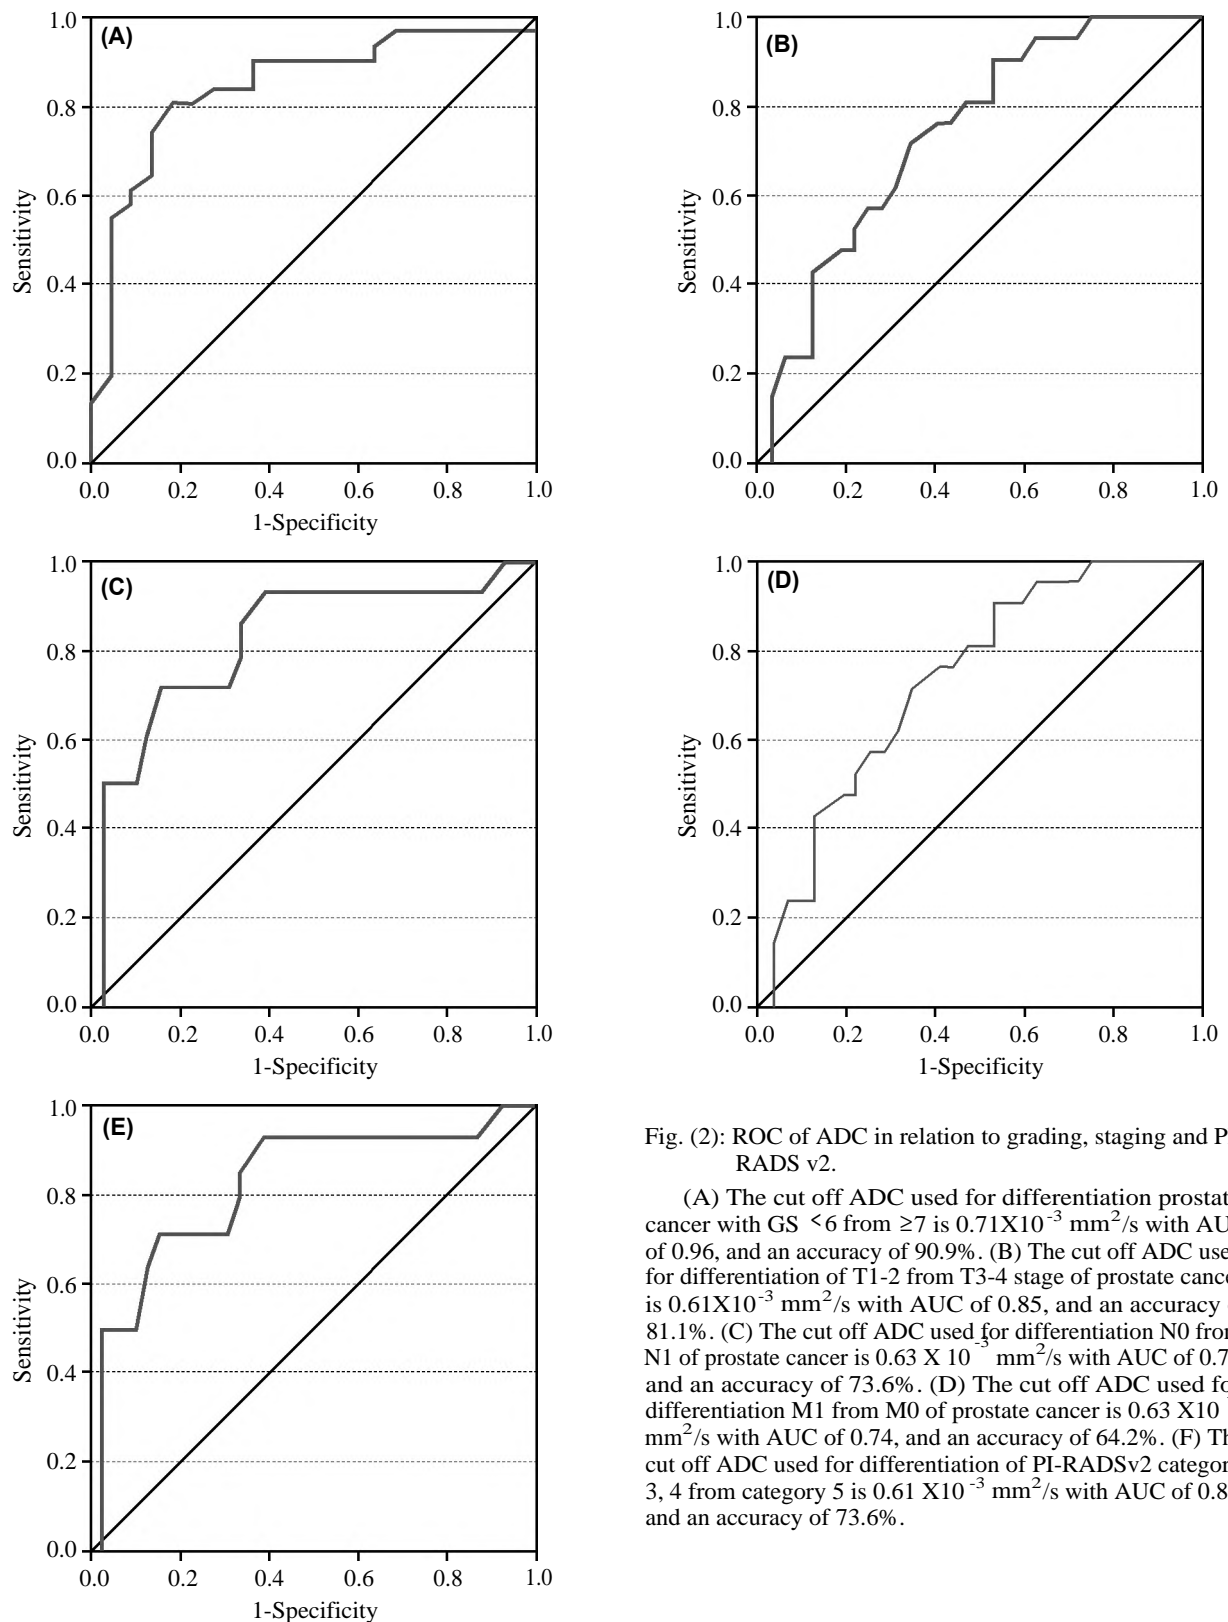 (A)
1.0
0.8
0.6
0.4
0.2
0.0
Sensitivity
0.0 0.2 0.4 0.6 0.8 1.0
1-Specificity
(B)
1.0
0.8
0.6
0.4
0.2
0.0
Sensitivity
0.0 0.2 0.4 0.6 0.8 1.0
(C)
1.0
0.8
0.6
0.4
0.2
0.0
Sensitivity
0.0 0.2 0.4 0.6 0.8 1.0
1-Specificity
(D)
1.0
0.8
0.6
0.4
0.2
0.0
Sensitivity
0.0 0.2 0.4 0.6 0.8 1.0
1-Specificity
(E)
1.0
0.8
0.6
0.4
0.2
0.0
Sensitivity
0.0 0.2 0.4 0.6 0.8 1.0
1-Specificity
Fig. (2): ROC of ADC in relation to grading, staging and P
RADS v2.
(A) The cut off ADC used for differentiation prostat
cancer with GS <6 from ≥7 is 0.71X10⁻³ mm²/s with AU
of 0.96, and an accuracy of 90.9%. (B) The cut off ADC use
for differentiation of T1-2 from T3-4 stage of prostate cance
is 0.61X10⁻³ mm²/s with AUC of 0.85, and an accuracy
81.1%. (C) The cut off ADC used for differentiation N0 from
N1 of prostate cancer is 0.63 X 10⁻³ mm²/s with AUC of 0.7
and an accuracy of 73.6%. (D) The cut off ADC used fo
differentiation M1 from M0 of prostate cancer is 0.63 X10
mm²/s with AUC of 0.74, and an accuracy of 64.2%. (F) Th
cut off ADC used for differentiation of PI-RADSv2 categor
3, 4 from category 5 is 0.61 X10⁻³ mm²/s with AUC of 0.8
and an accuracy of 73.6%.